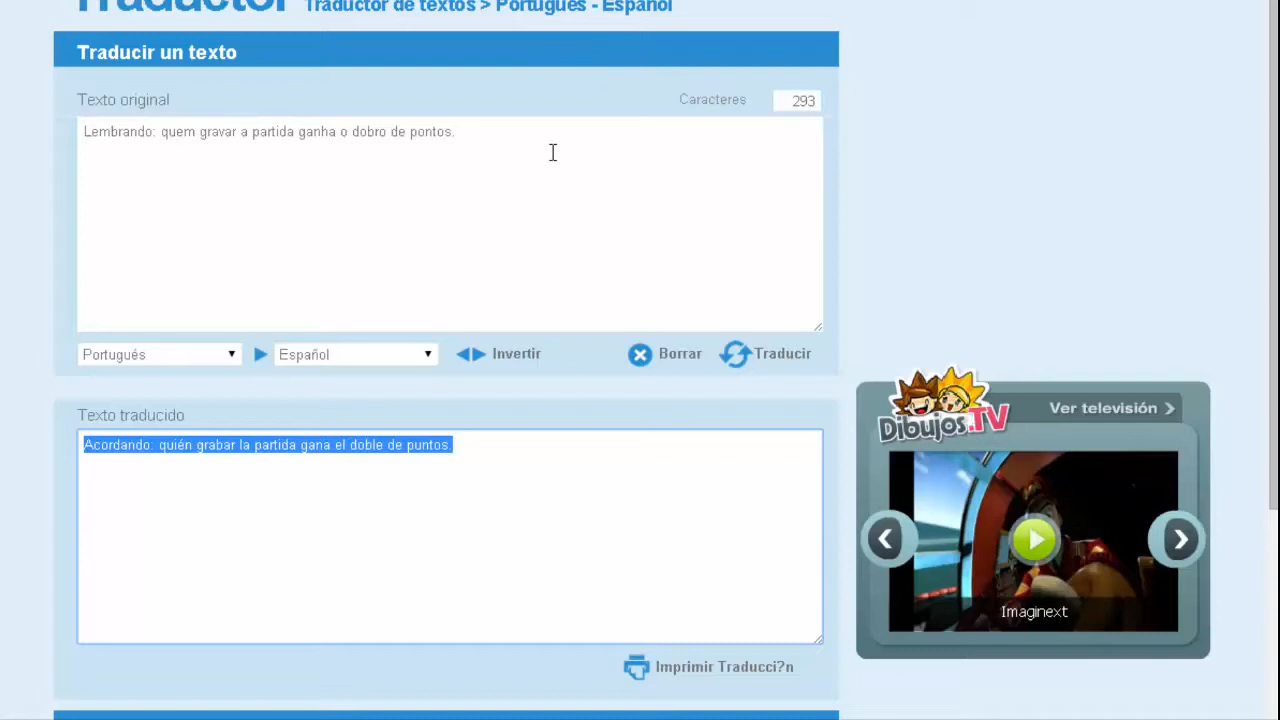 Traductor Traductor de textos > Portugués - Español
Traducir un texto
Texto original Caracteres 293
Lembrando: quem gravar a partida ganha o dobro de pontos.
Portugués Español Invertir Borrar Traducir
Texto traducido
Acordando: quién grabar la partida gana el doble de puntos.
Imprimir Traducci?n
Dibujos.TV Ver televisión
Imaginext